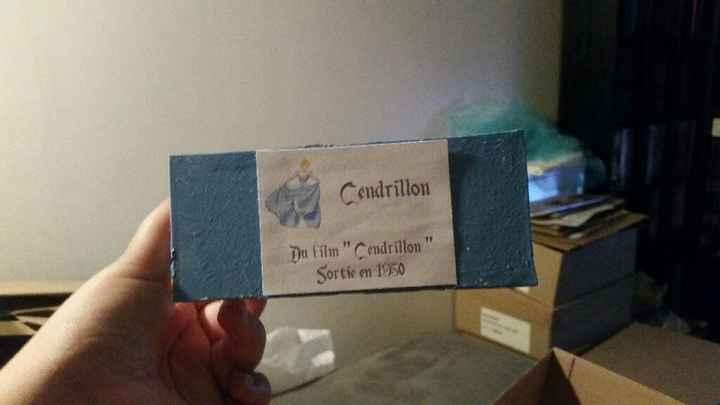 Cendrillon
Du film " Cendrillon "
Sortie en 1950